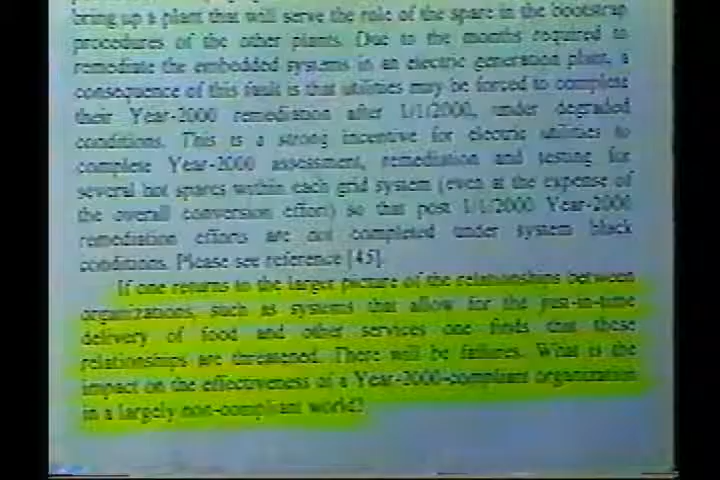 bring up a plant that will serve the role of the spare in the bootstrap
procedures of the other plants. Due to the months required to
remediate the embedded systems in an electric generation plant, a
consequence of this fault is that utilities may be forced to complete
their Year-2000 remediation after 1/1/2000, under degraded
conditions. This is a strong incentive for electric utilities to
complete Year-2000 assessment, remediation and testing for
several hot spares within each grid system (even at the expense of
the overall conversion effort) so that post 1/1/2000 Year-2000
remediation efforts are not completed under system black
conditions. Please see reference [45].
If one returns to the larger picture of the relationships between
organizations, such as systems that allow for the just-in-time
delivery of food and other services one finds that these
relationships are threatened. There will be failures. What is the
impact on the effectiveness of a Year-2000-compliant organization
in a largely non-compliant world?